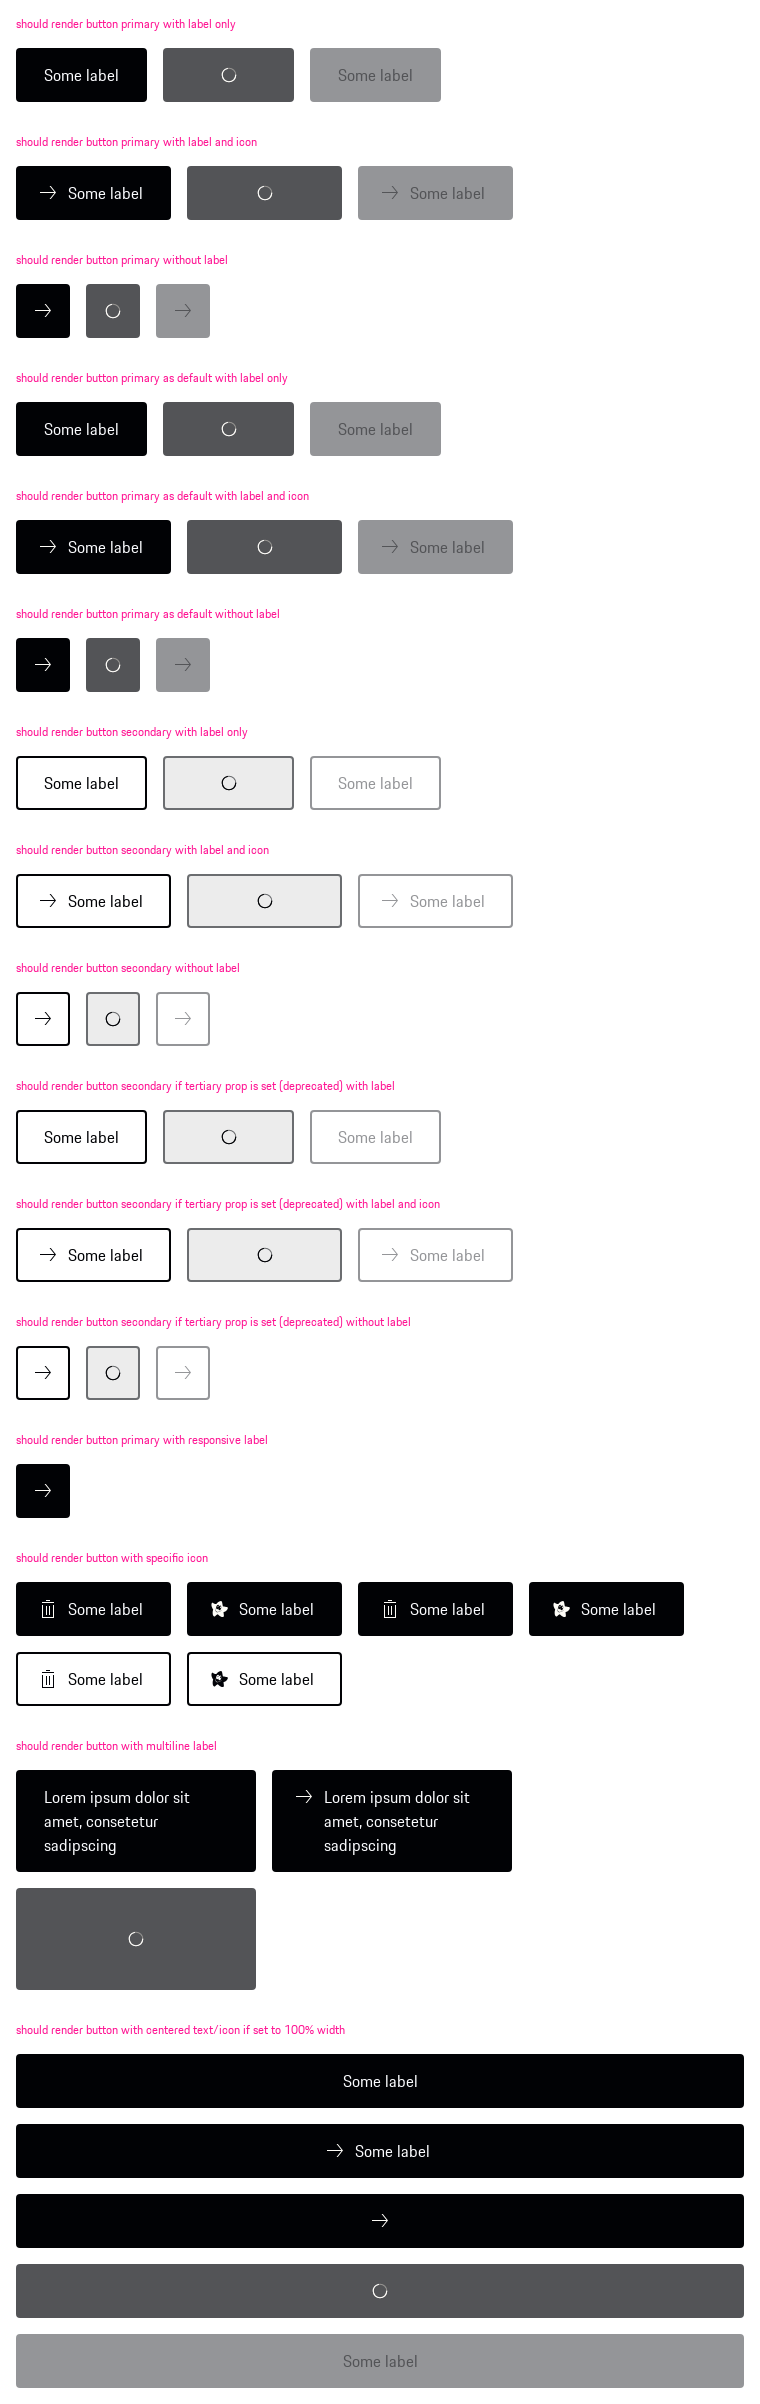 should render button primary with label only
Some label
Some label
should render button primary with label and icon
Some label
Some label
should render button primary without label
should render button primary as default with label only
Some label
Some label
should render button primary as default with label and icon
Some label
Some label
should render button primary as default without label
should render button secondary with label only
Some label
Some label
should render button secondary with label and icon
Some label
Some label
should render button secondary without label
should render button secondary if tertiary prop is set (deprecated) with label
Some label
Some label
should render button secondary if tertiary prop is set (deprecated) with label and icon
Some label
Some label
should render button secondary if tertiary prop is set (deprecated) without label
should render button primary with responsive label
should render button with specific icon
Some label
Some label
Some label
Some label
Some label
Some label
should render button with multiline label
Lorem ipsum dolor sit
amet, consetetur
sadipscing
Lorem ipsum dolor sit
amet, consetetur
sadipscing
should render button with centered text/icon if set to 100% width
Some label
Some label
Some label